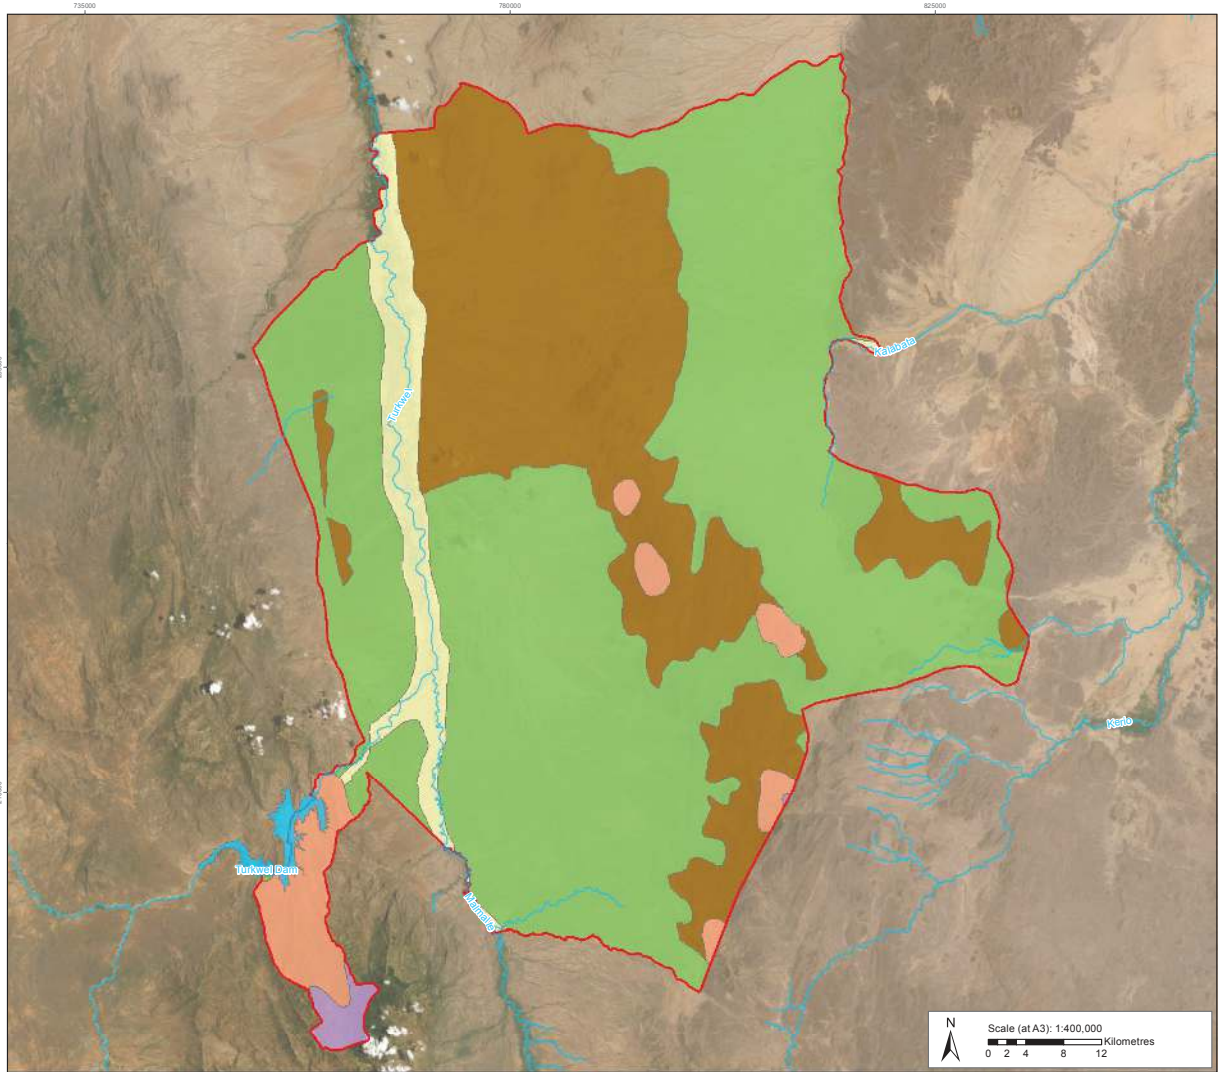 735000
780000
825000
Kalabata
Turkwel
Kerio
Turkwel Dam
Malmalte
N
Scale (at A3): 1:400,000
Kilometres
0 2 4 8 12